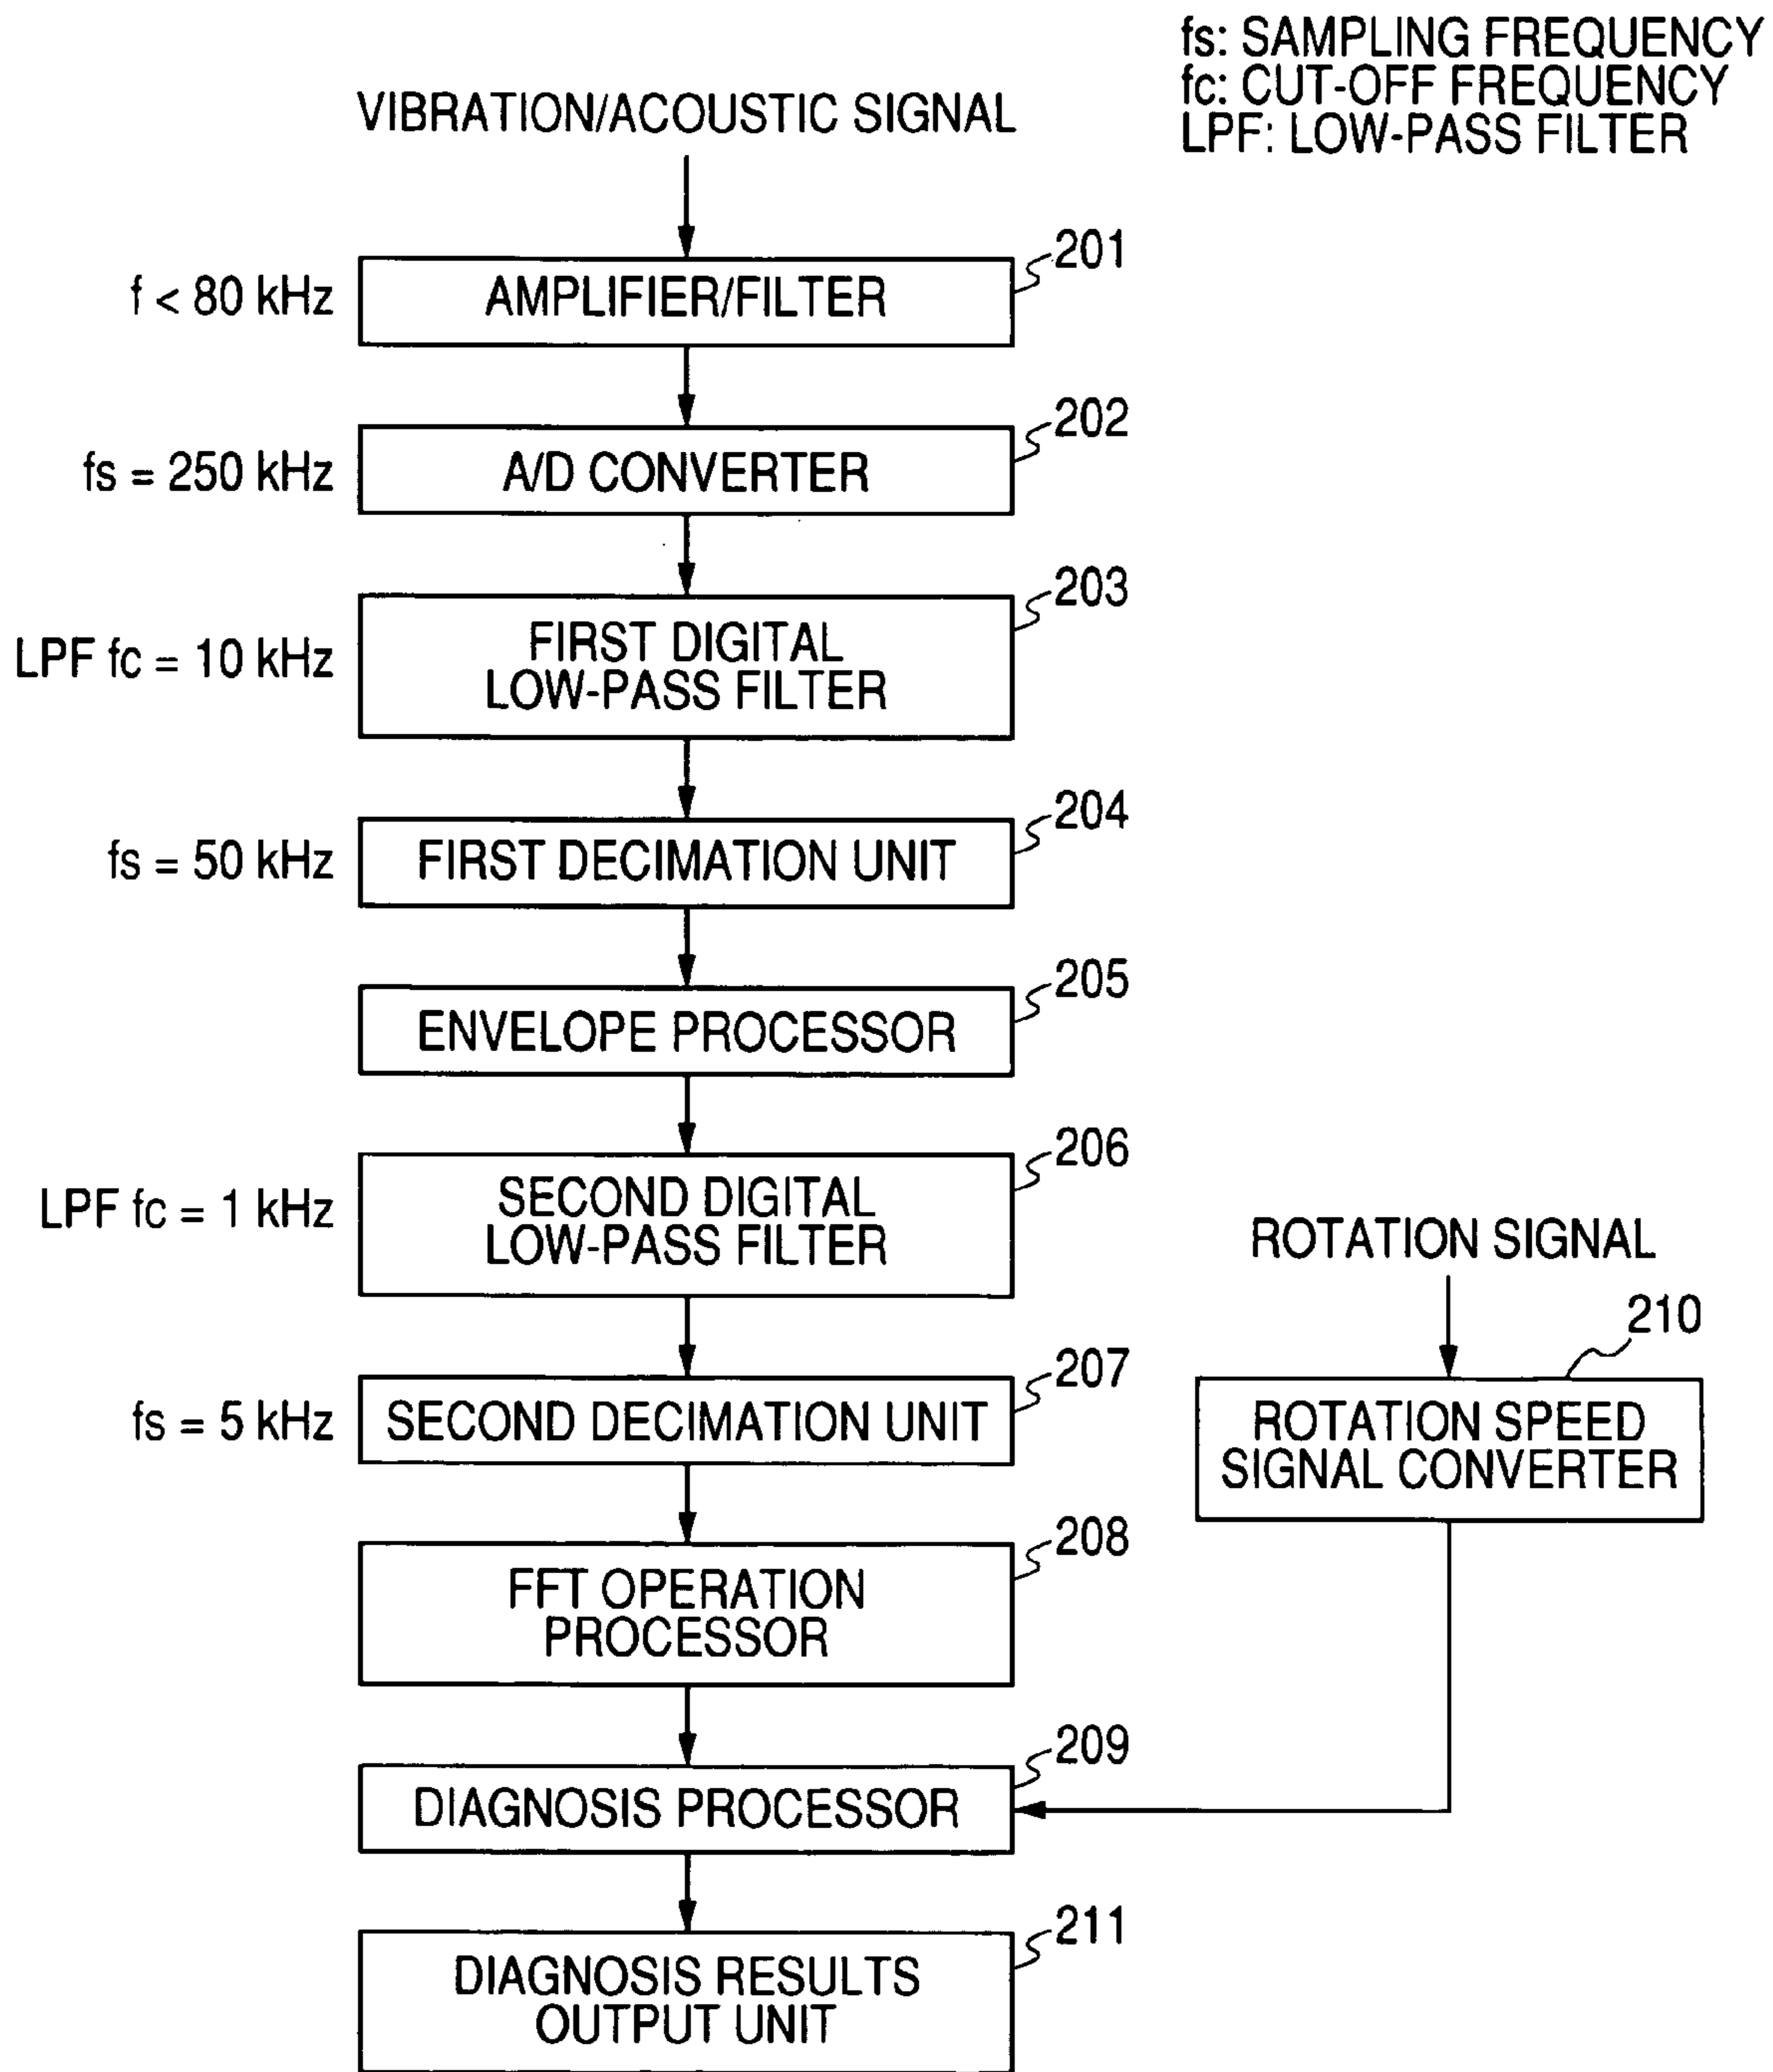 fs: SAMPLING FREQUENCY
fc: CUT-OFF FREQUENCY
LPF: LOW-PASS FILTER
VIBRATION/ACOUSTIC SIGNAL
201
f < 80 kHz
AMPLIFIER/FILTER
202
fs = 250 kHz
A/D CONVERTER
203
LPF fc = 10 kHz
FIRST DIGITAL
LOW-PASS FILTER
204
fs = 50 kHz
FIRST DECIMATION UNIT
205
ENVELOPE PROCESSOR
206
LPF fc = 1 kHz
SECOND DIGITAL
LOW-PASS FILTER
ROTATION SIGNAL
210
207
fs = 5 kHz
SECOND DECIMATION UNIT
ROTATION SPEED
SIGNAL CONVERTER
208
FFT OPERATION
PROCESSOR
209
DIAGNOSIS PROCESSOR
211
DIAGNOSIS RESULTS
OUTPUT UNIT